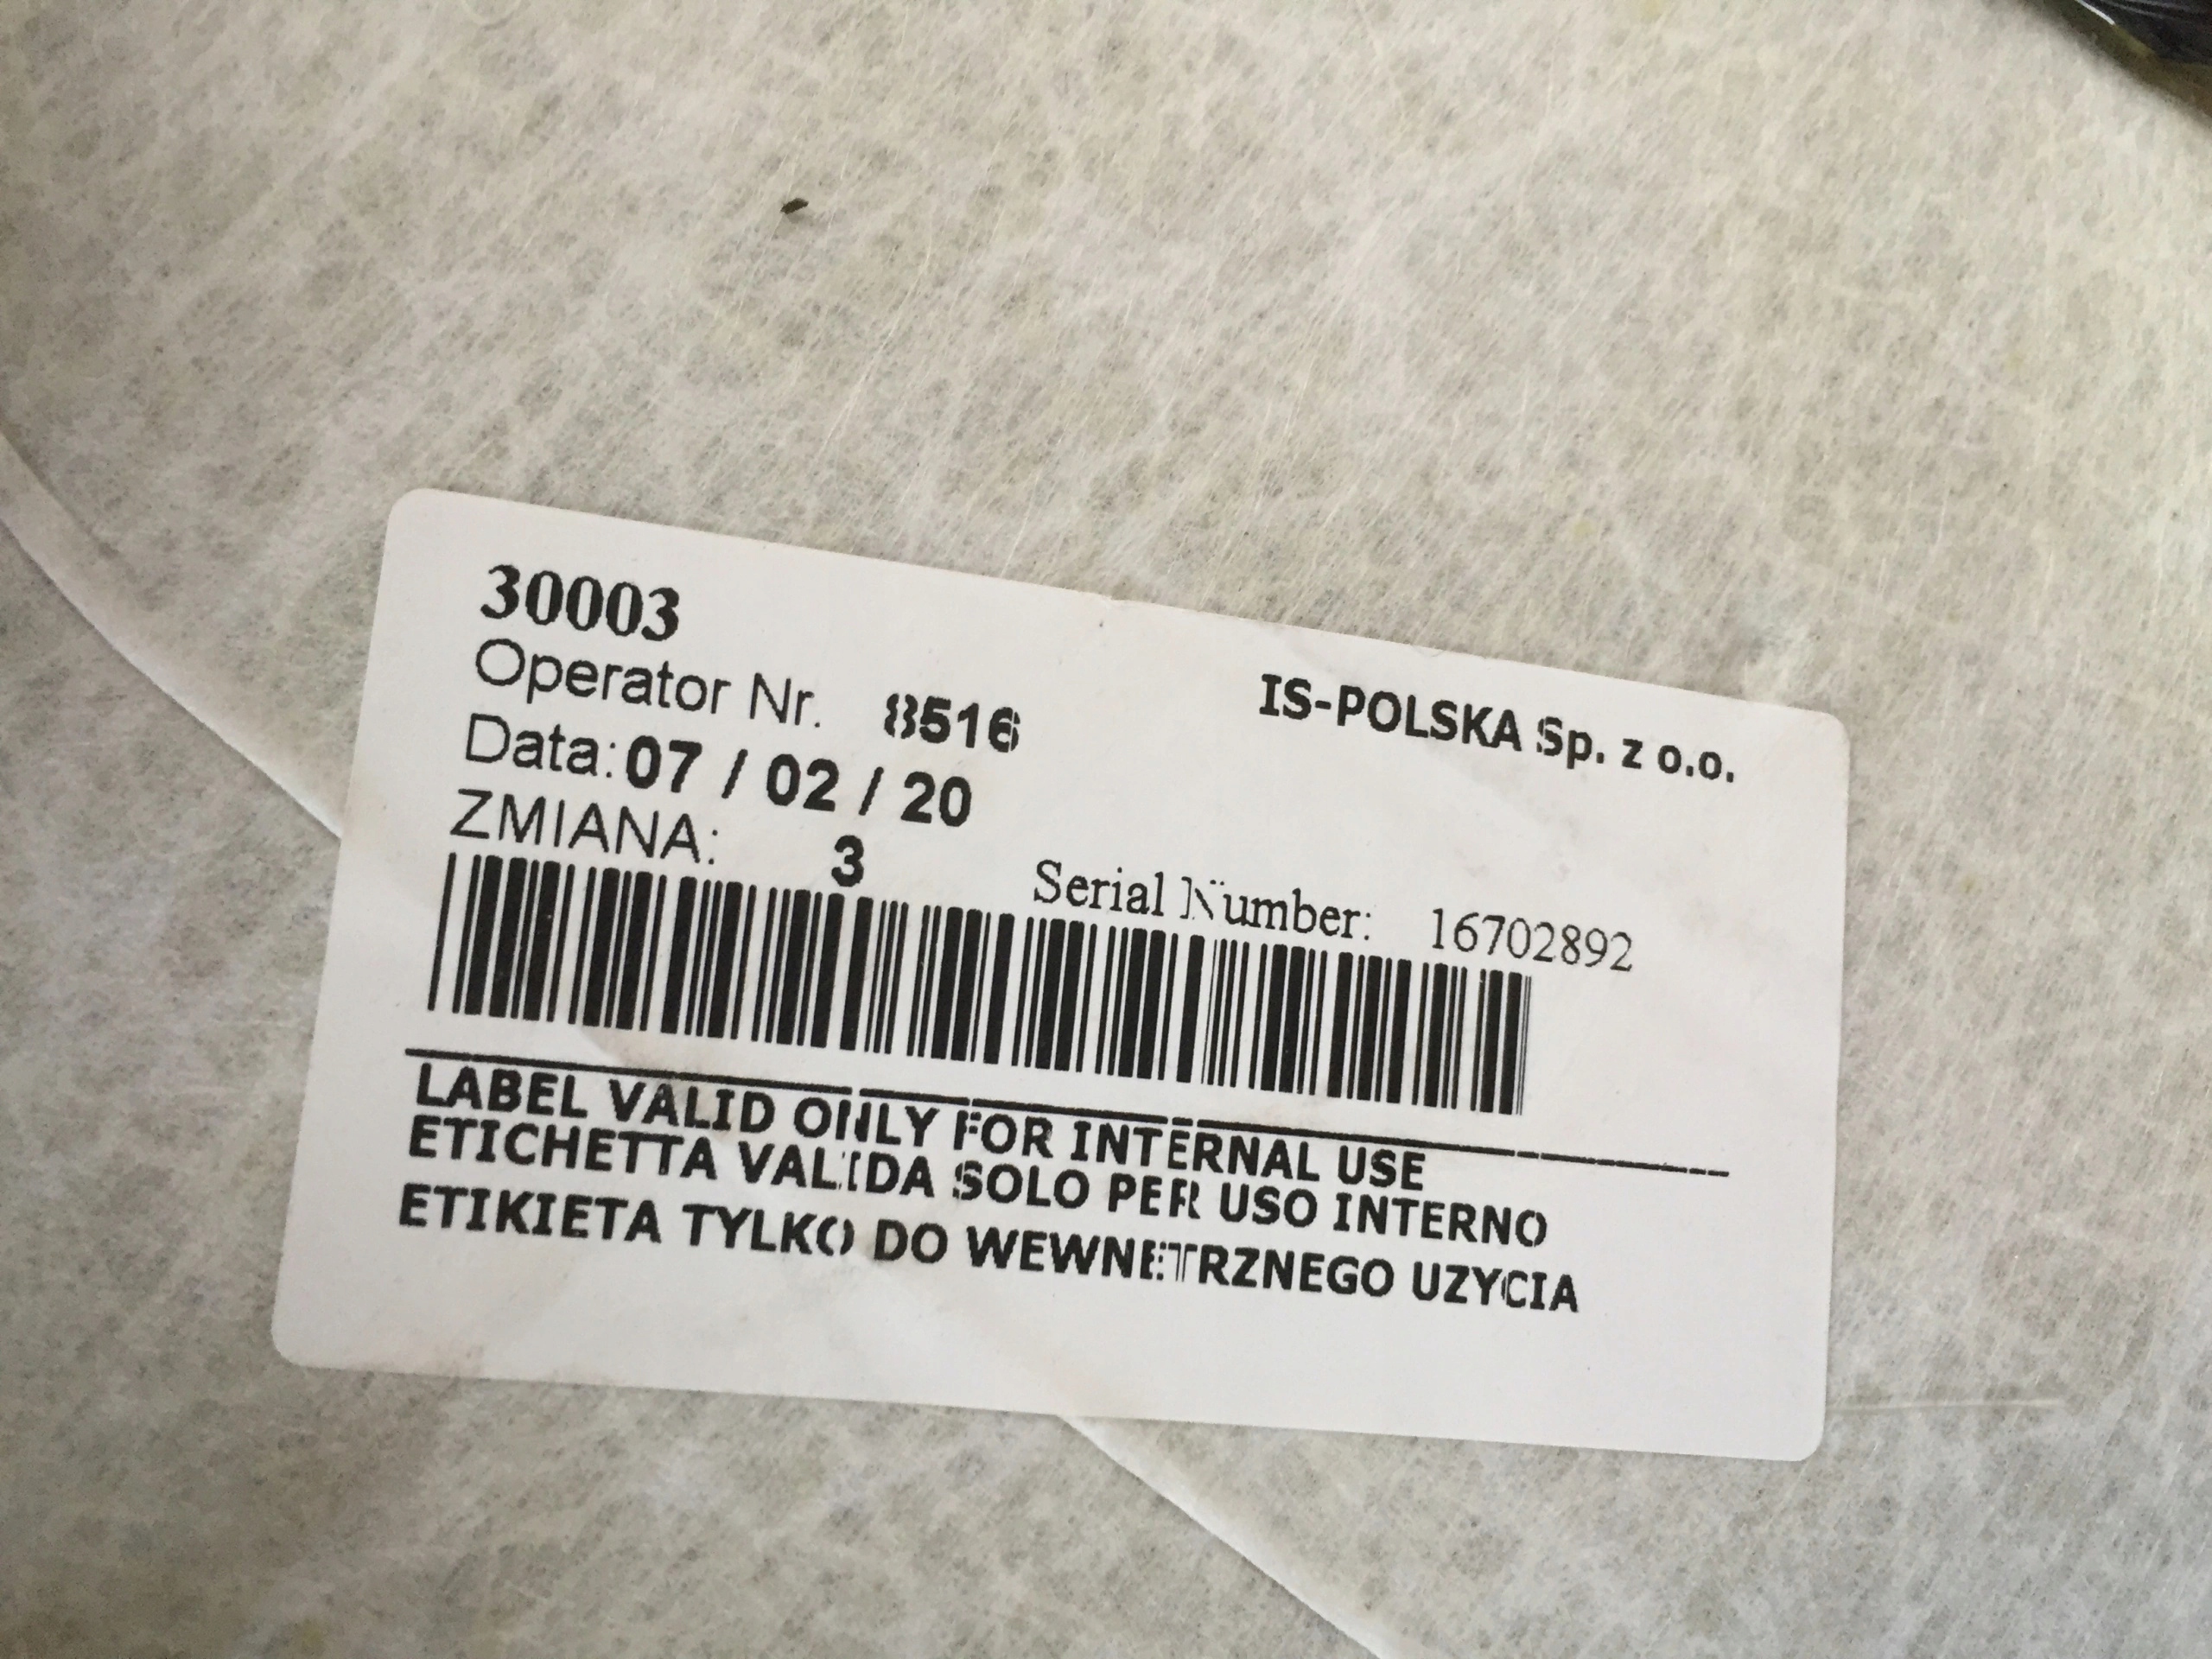 30003
Operator Nr. 8516
IS-POLSKA Sp. z o.o.
Data: 07 / 02 / 20
ZMIANA: 3
Serial Number: 16702892
LABEL VALID ONLY FOR INTERNAL USE
ETICHETTA VALIDA SOLO PER USO INTERNO
ETIKIETA TYLKO DO WEWNETRZNEGO UZYCIA